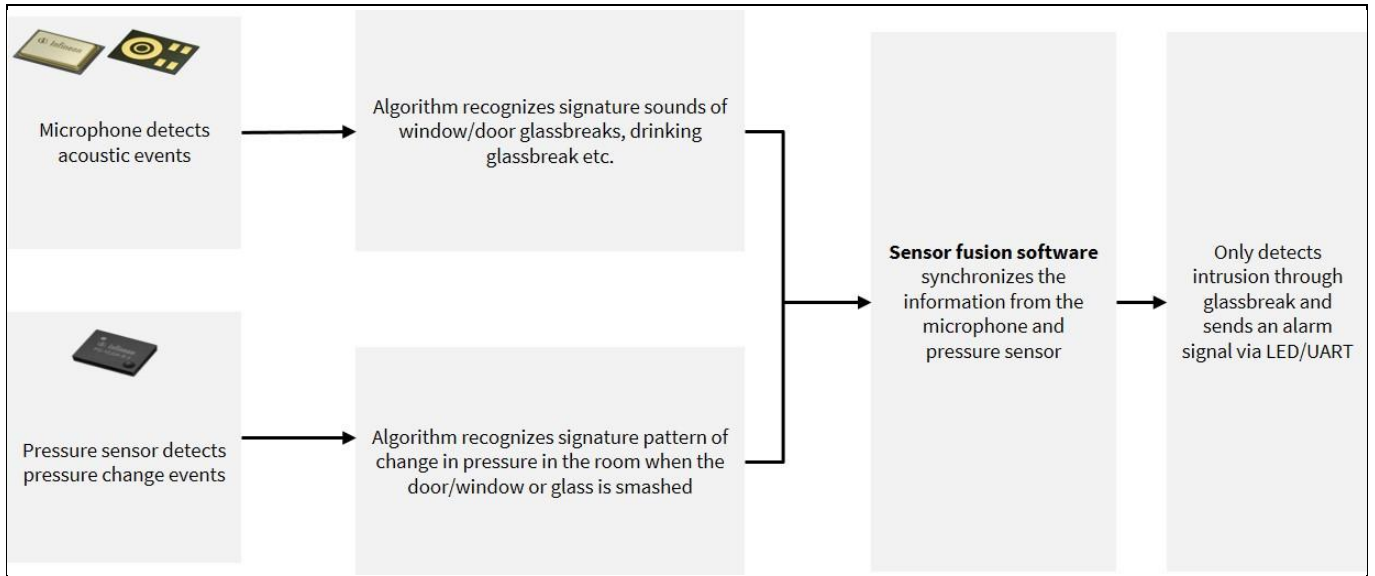 Infineon
Microphone detects
acoustic events
Algorithm recognizes signature sounds of
window/door glassbreaks, drinking
glassbreak etc.
Infineon
Pressure sensor detects
pressure change events
Algorithm recognizes signature pattern of
change in pressure in the room when the
door/window or glass is smashed
Sensor fusion software
synchronizes the
information from the
microphone and
pressure sensor
Only detects
intrusion through
glassbreak and
sends an alarm
signal via LED/UART